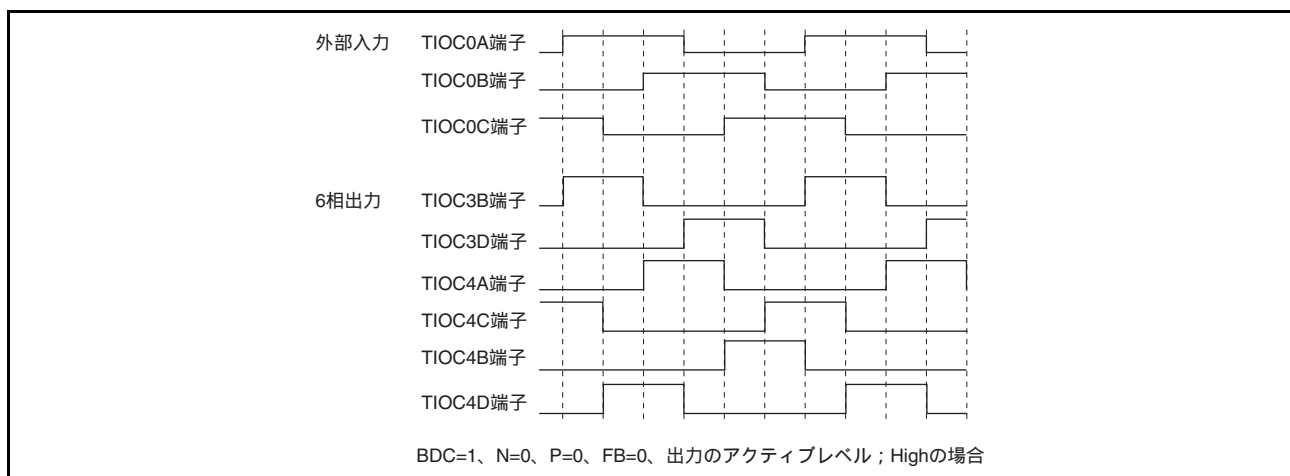 外部入力 TIOC0A端子
TIOC0B端子
TIOC0C端子
6相出力 TIOC3B端子
TIOC3D端子
TIOC4A端子
TIOC4C端子
TIOC4B端子
TIOC4D端子
BDC=1、N=0、P=0、FB=0、出力のアクティブレベル；Highの場合